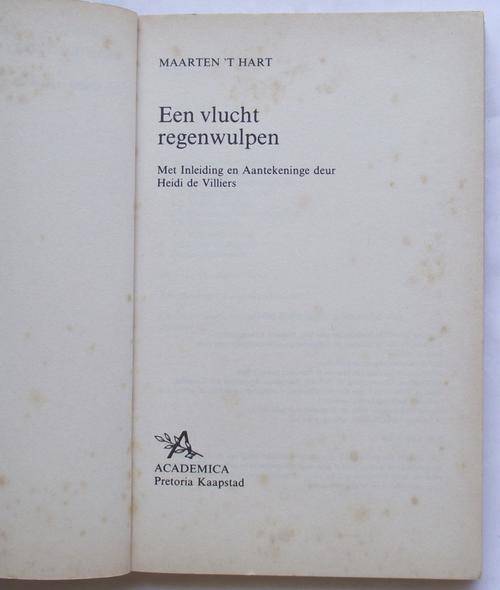 MAARTEN 'T HART
Een vlucht
regenwulpen
Met Inleiding en Aantekeninge deur
Heidi de Villiers
ACADEMICA
Pretoria Kaapstad